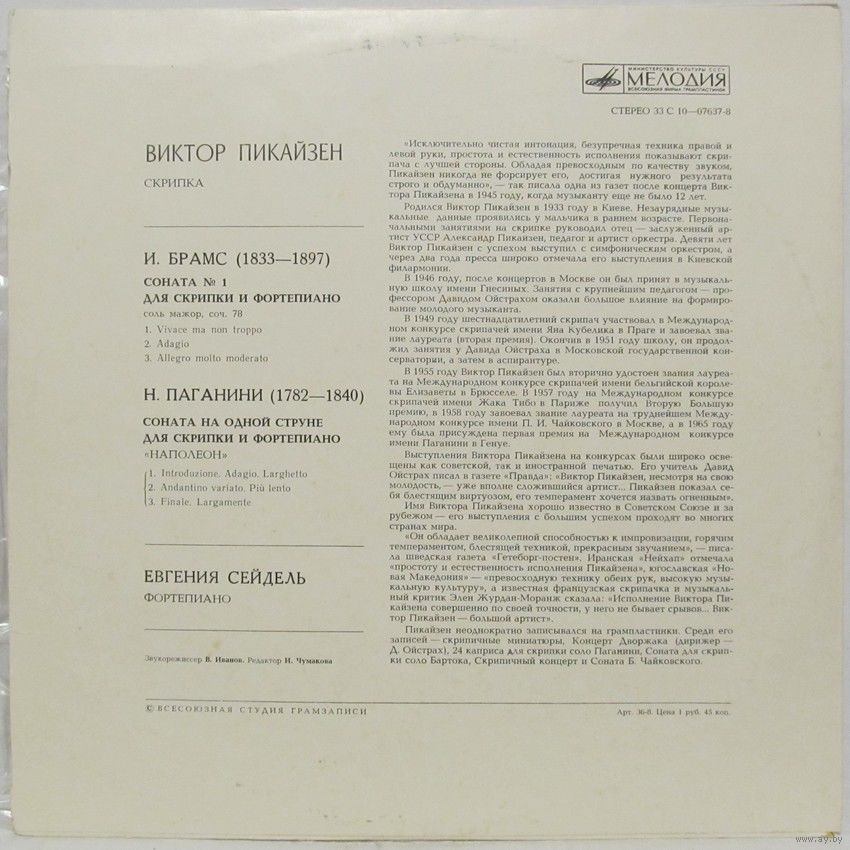 МИНИСТЕРСТВО КУЛЬТУРЫ СССР
МЕЛОДИЯ
ВСЕСОЮЗНАЯ ФИРМА ГРАМПЛАСТИНОК
СТЕРЕО 33 С 10—07637-8
ВИКТОР ПИКАЙЗЕН
СКРИПКА
И. БРАМС (1833—1897)
СОНАТА № 1
ДЛЯ СКРИПКИ И ФОРТЕПИАНО
соль мажор, соч. 78
1. Vivace ma non troppo
2. Adagio
3. Allegro molto moderato
Н. ПАГАНИНИ (1782—1840)
СОНАТА НА ОДНОЙ СТРУНЕ
ДЛЯ СКРИПКИ И ФОРТЕПИАНО
«НАПОЛЕОН»
1. Introduzione. Adagio. Larghetto
2. Andantino variato. Più lento
3. Finale. Largamente
ЕВГЕНИЯ СЕЙДЕЛЬ
ФОРТЕПИАНО
Звукорежиссер В. Иванов. Редактор И. Чумакова
«Исключительно чистая интонация, безупречная техника правой и
левой руки, простота и естественность исполнения показывают скри-
пача с лучшей стороны. Обладая превосходным по качеству звуком,
Пикайзен никогда не форсирует его, достигая нужного результата
строго и обдуманно», — так писала одна из газет после концерта Вик-
тора Пикайзена в 1945 году, когда музыканту еще не было 12 лет.
Родился Виктор Пикайзен в 1933 году в Киеве. Незаурядные музы-
кальные данные проявились у мальчика в раннем возрасте. Первона-
чальными занятиями на скрипке руководил отец — заслуженный ар-
тист УССР Александр Пикайзен, педагог и артист оркестра. Девяти лет
Виктор Пикайзен с успехом выступил с симфоническим оркестром, а
через два года пресса широко отмечала его выступления в Киевской
филармонии.
В 1946 году, после концертов в Москве он был принят в музыкаль-
ную школу имени Гнесиных. Занятия с крупнейшим педагогом — про-
фессором Давидом Ойстрахом оказали большое влияние на формиро-
вание молодого музыканта.
В 1949 году шестнадцатилетний скрипач участвовал в Международ-
ном конкурсе скрипачей имени Яна Кубелика в Праге и завоевал зва-
ние лауреата (вторая премия). Окончив в 1951 году школу, он продол-
жил занятия у Давида Ойстраха в Московской государственной кон-
серватории, а затем в аспирантуре.
В 1955 году Виктор Пикайзен был вторично удостоен звания лауреа-
та на Международном конкурсе скрипачей имени бельгийской короле-
вы Елизаветы в Брюсселе. В 1957 году на Международном конкурсе
скрипачей имени Жака Тибо в Париже получил Вторую Большую
премию, в 1958 году завоевал звание лауреата на труднейшем Между-
народном конкурсе имени П. И. Чайковского в Москве, а в 1965 году
ему была присуждена первая премия на Международном конкурсе
имени Паганини в Генуе.
Выступления Виктора Пикайзена на конкурсах были широко осве-
щены как советской, так и иностранной печатью. Его учитель Давид
Ойстрах писал в газете «Правда»: «Виктор Пикайзен, несмотря на свою
молодость, — уже вполне сложившийся артист... Пикайзен показал се-
бя блестящим виртуозом, его темперамент хочется назвать огненным».
Имя Виктора Пикайзена хорошо известно в Советском Союзе и за
рубежом — его выступления с большим успехом проходят во многих
странах мира.
«Он обладает великолепной способностью к импровизации, горячим
темпераментом, блестящей техникой, прекрасным звучанием», — писа-
ла шведская газета «Гетеборг-постен». Иранская «Нейхап» отмечала
«простоту и естественность исполнения Пикайзена», югославская «Но-
вая Македония» — «превосходную технику обеих рук, высокую музы-
кальную культуру», а известная французская скрипачка и музыкаль-
ный критик Элен Журдан-Моранж сказала: «Исполнение Виктора Пи-
кайзена совершенно по своей точности, у него не бывает срывов... Вик-
тор Пикайзен — большой артист».
Пикайзен неоднократно записывался на грампластинки. Среди его
записей — скрипичные миниатюры, Концерт Дворжака (дирижер —
Д. Ойстрах), 24 каприса для скрипки соло Паганини, Соната для скрип-
ки соло Бартока, Скрипичный концерт и Соната Б. Чайковского.
© ВСЕСОЮЗНАЯ СТУДИЯ ГРАМЗАПИСИ
Арт. 36-8. Цена 1 руб. 45 коп.
www.ay.by